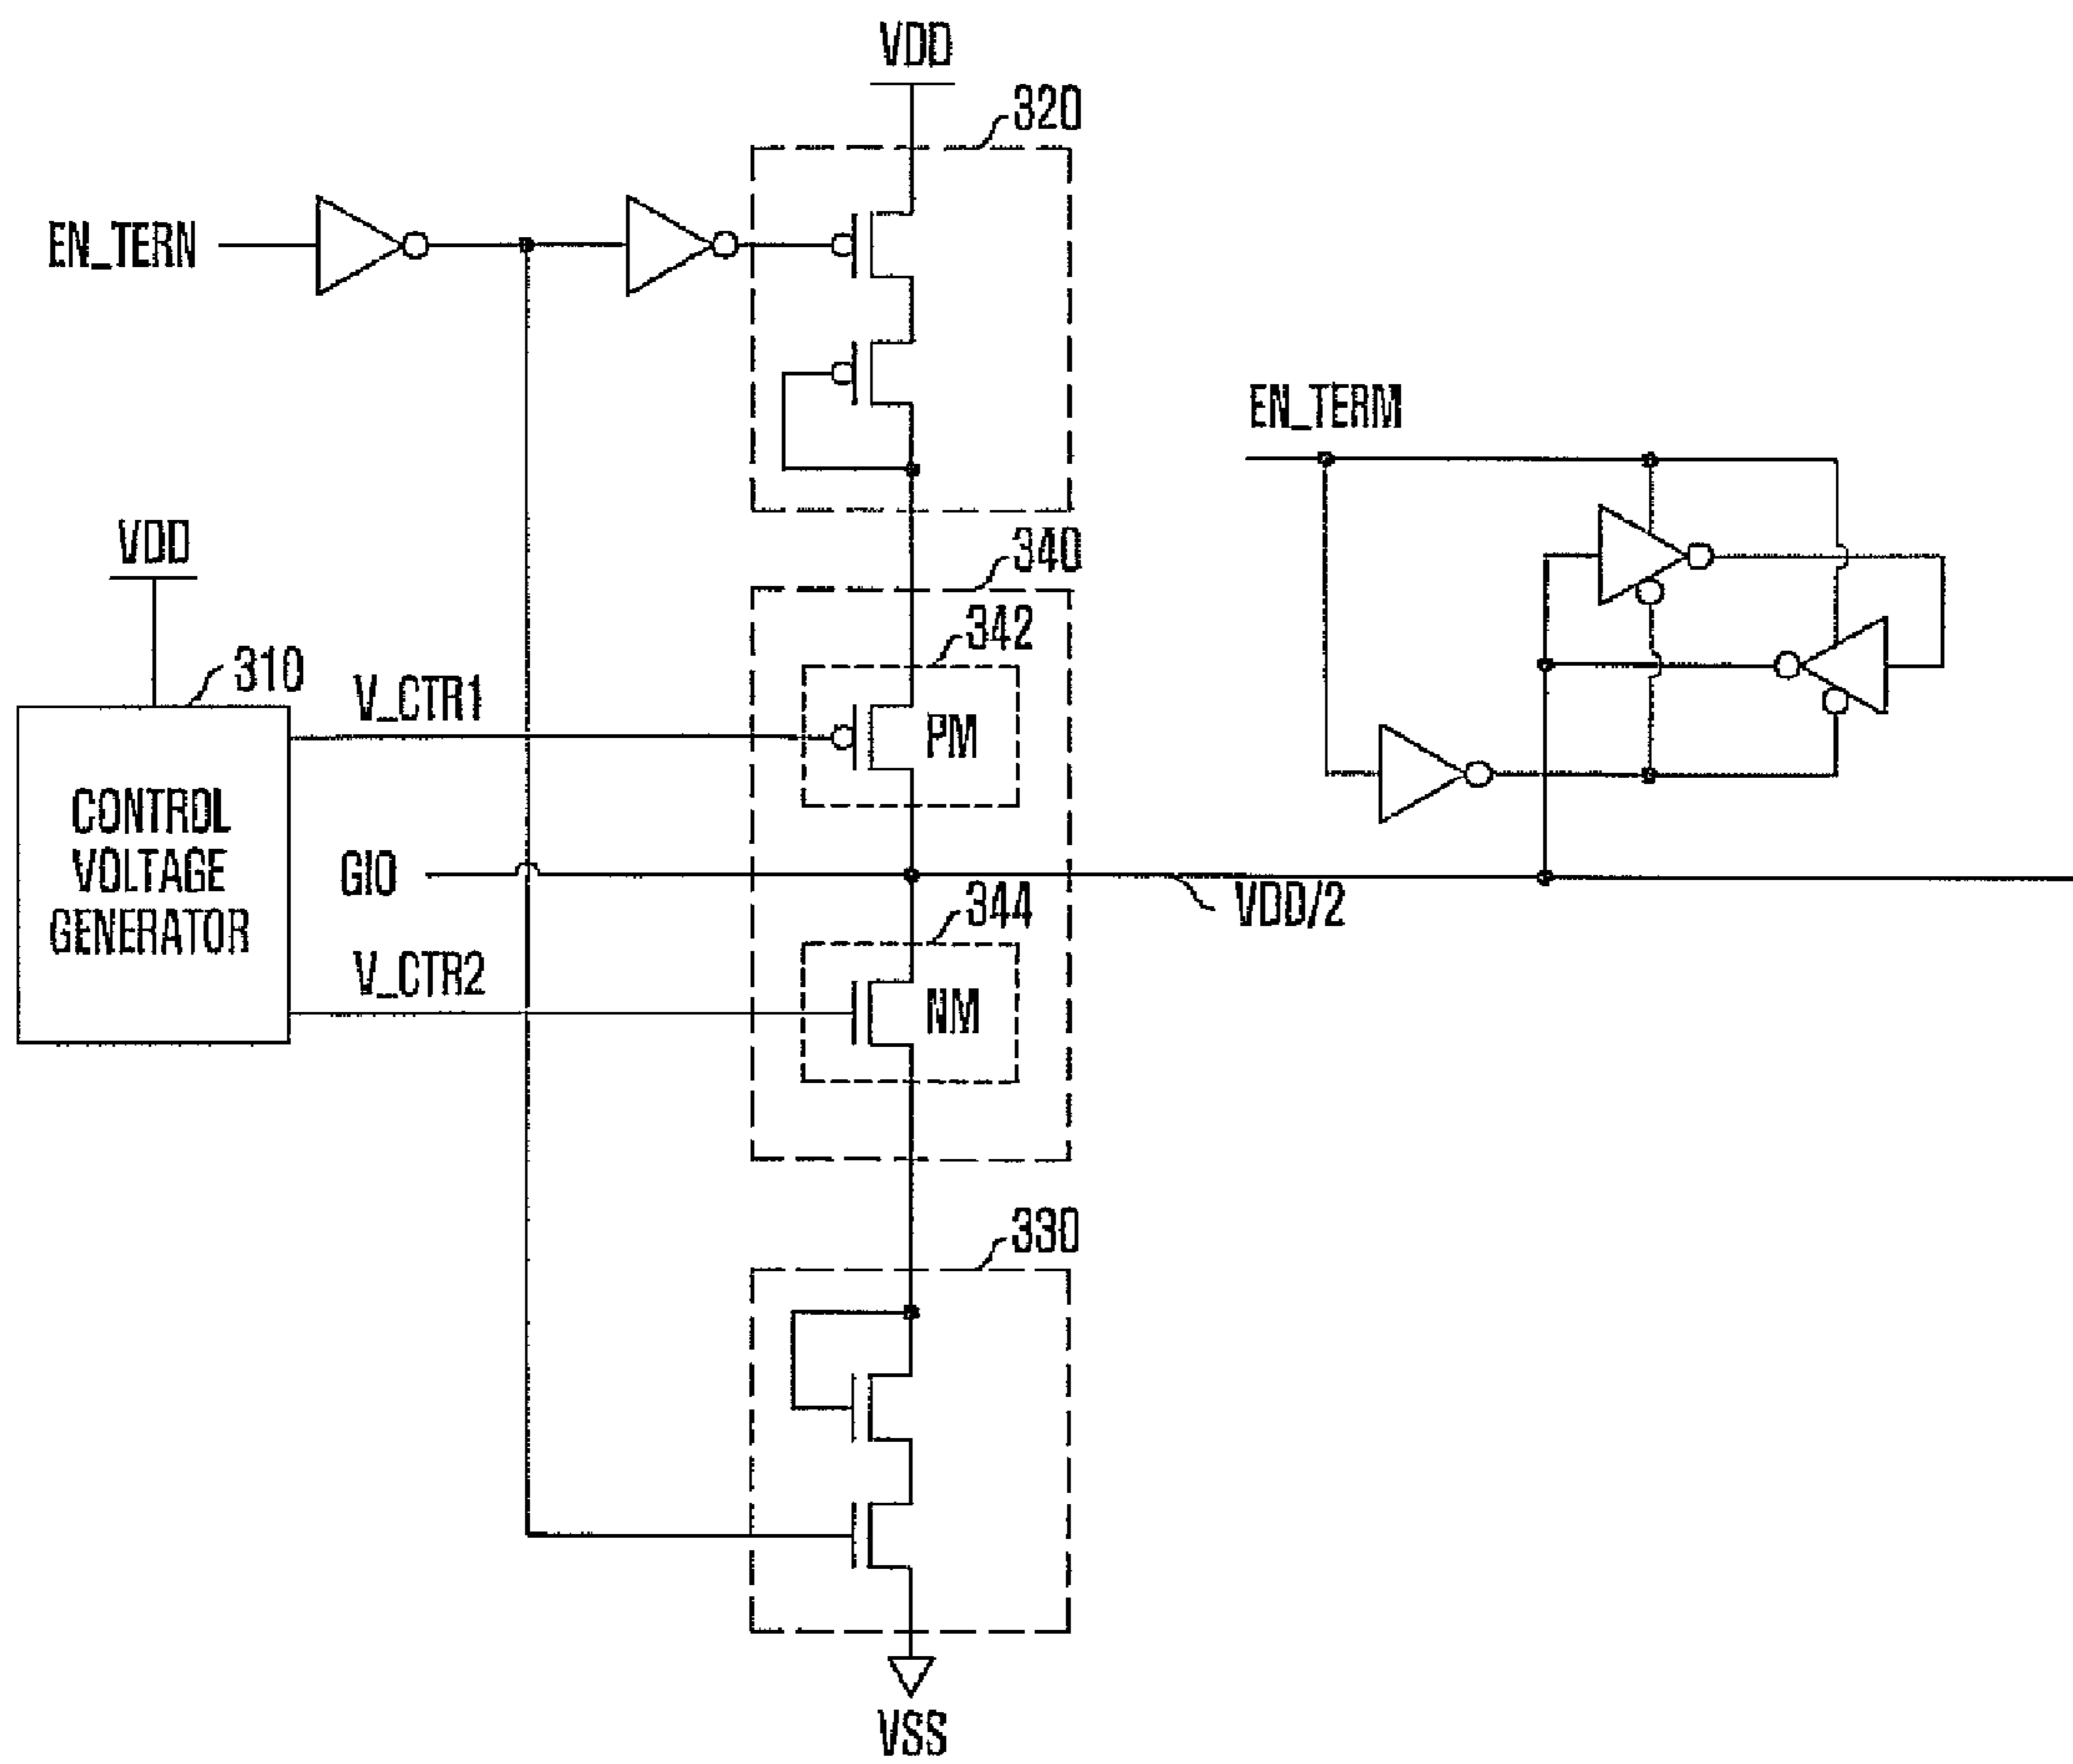 VDD
320
EN_TERN
EN_TERM
VDD
340
342
310
V_CTR1
PM
CONTROL
VOLTAGE
GENERATOR
GIO
VDD/2
344
V_CTR2
NM
330
VSS